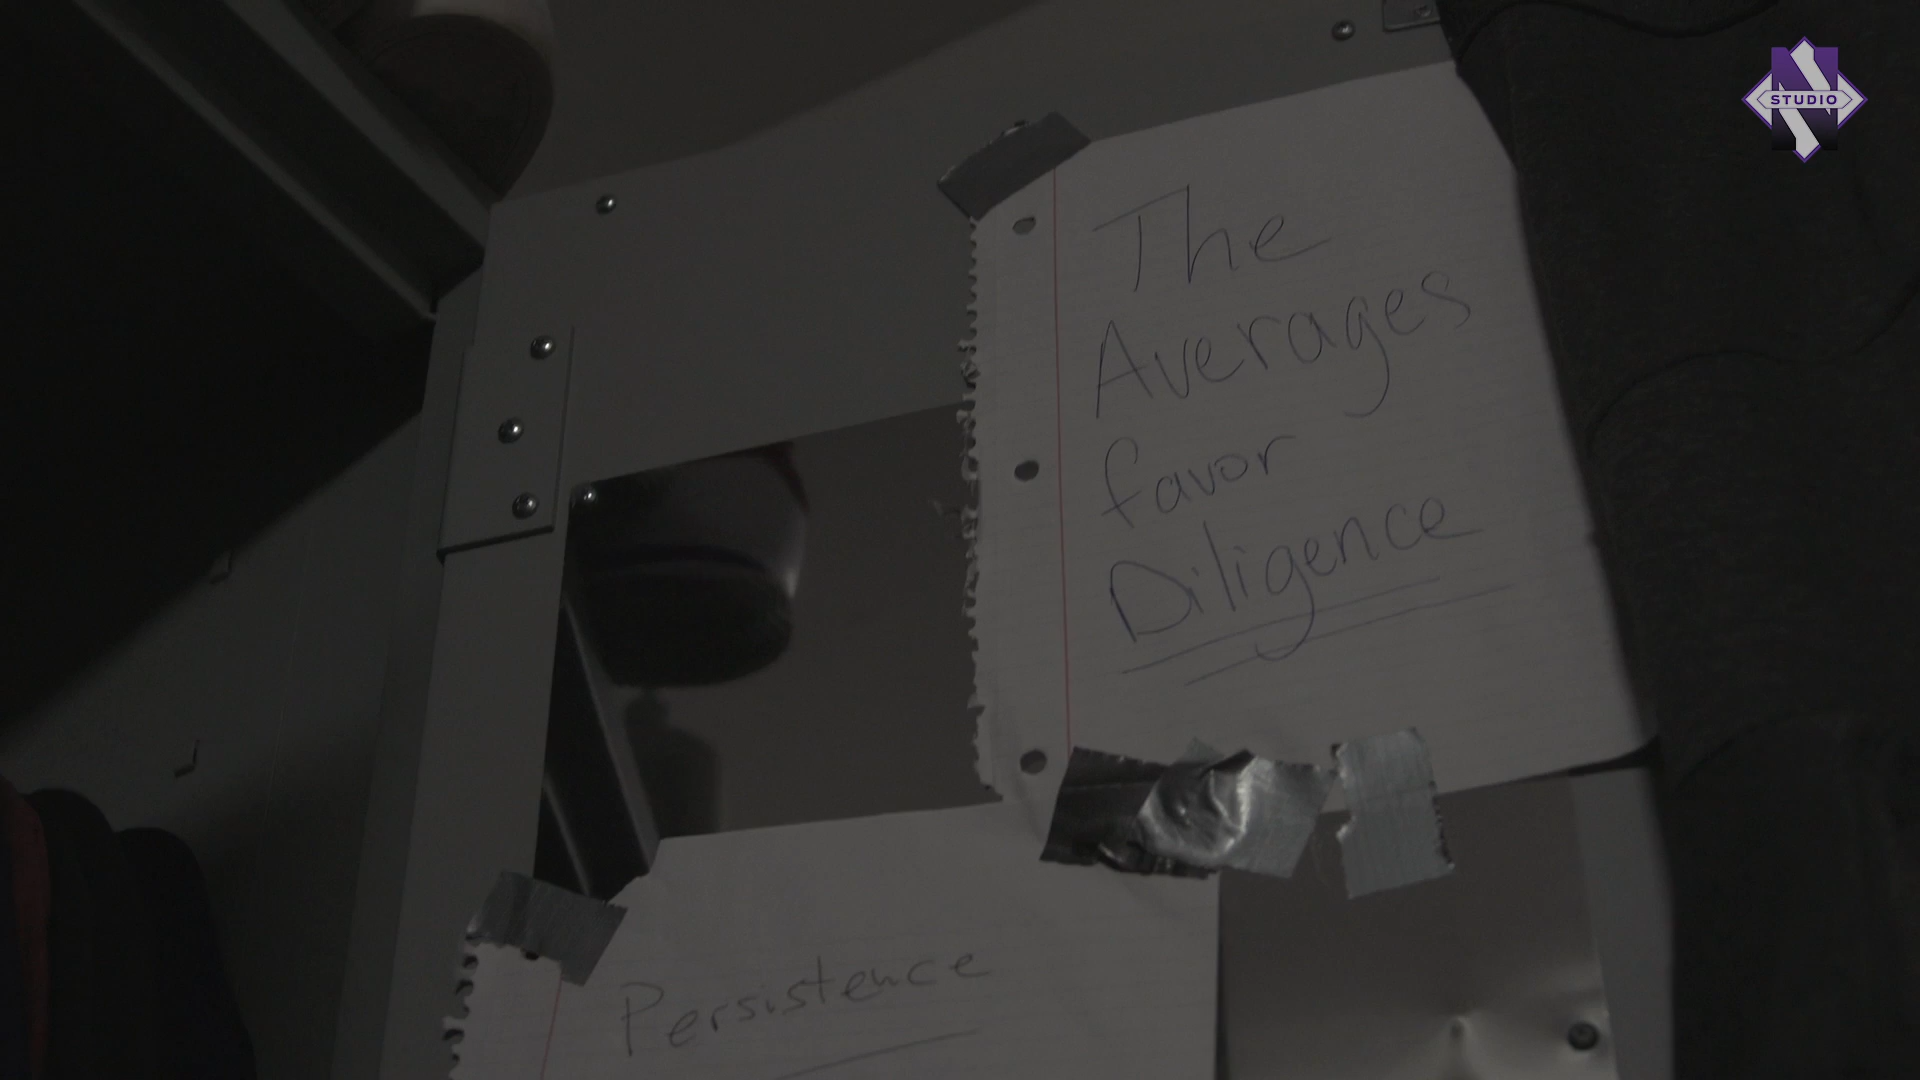 STUDIO
The
Averages
favor
Diligence
Persistence